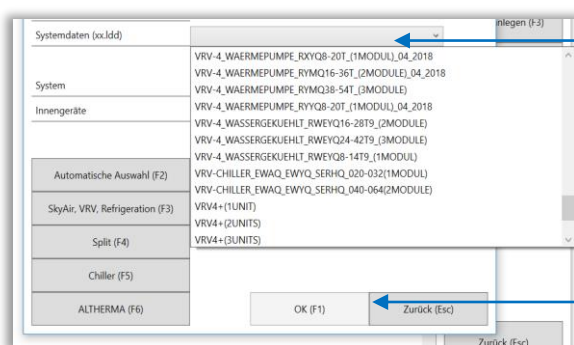 nlegen (F3)
Systemdaten (xx.ldd)
VRV-4_WAERMEPUMPE_RXYQ8-20T_(1MODUL)_04_2018
VRV-4_WAERMEPUMPE_RYMQ16-36T_(2MODULE)_04_2018
System
VRV-4_WAERMEPUMPE_RYMQ38-54T_(3MODULE)
VRV-4_WAERMEPUMPE_RYYQ8-20T_(1MODUL)_04_2018
Innengeräte
VRV-4_WASSERGEKUEHLT_RWEYQ16-28T9_(2MODULE)
VRV-4_WASSERGEKUEHLT_RWEYQ24-42T9_(3MODULE)
VRV-4_WASSERGEKUEHLT_RWEYQ8-14T9_(1MODUL)
Automatische Auswahl (F2)
VRV-CHILLER_EWAQ_EWYQ_SERHQ_020-032(1MODUL)
VRV-CHILLER_EWAQ_EWYQ_SERHQ_040-064(2MODULE)
SkyAir, VRV, Refrigeration (F3)
VRV4+(1UNIT)
VRV4+(2UNITS)
Split (F4)
VRV4+(3UNITS)
Chiller (F5)
ALTHERMA (F6)
OK (F1)
Zurück (Esc)
Zurück (Esc)